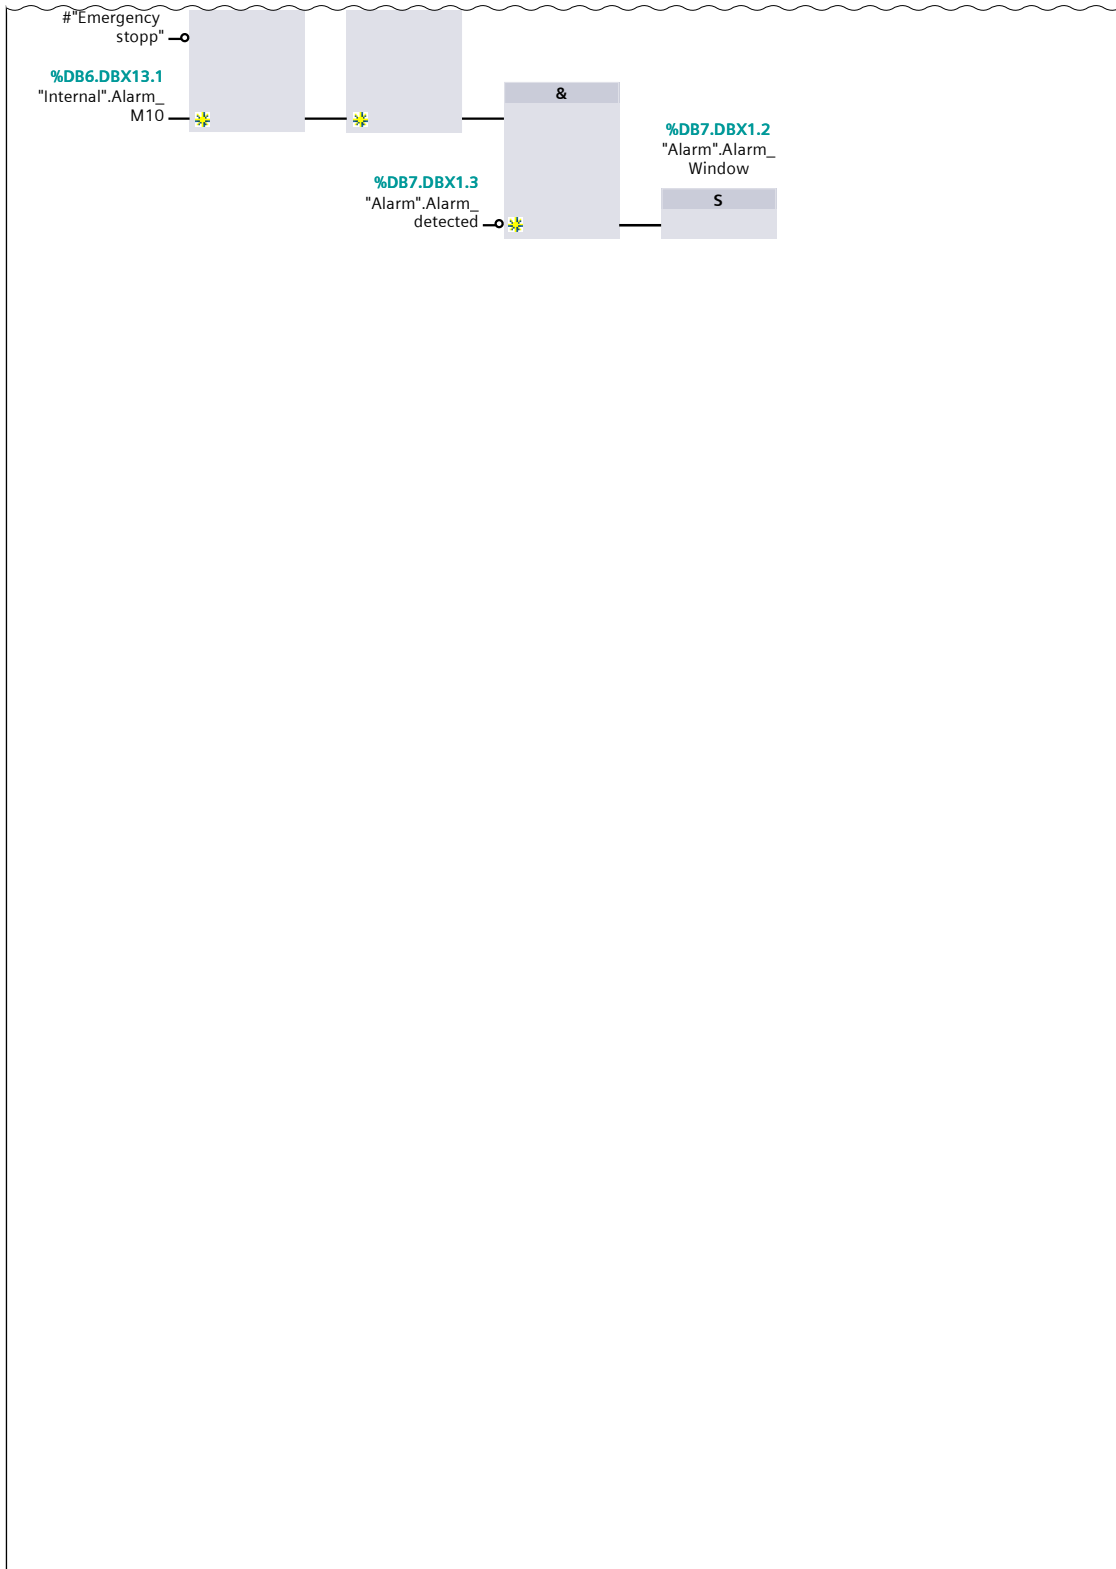 #"Emergency
stopp"
%DB6.DBX13.1
"Internal".Alarm_
M10
&
%DB7.DBX1.2
"Alarm".Alarm_
Window
%DB7.DBX1.3
"Alarm".Alarm_
detected
S